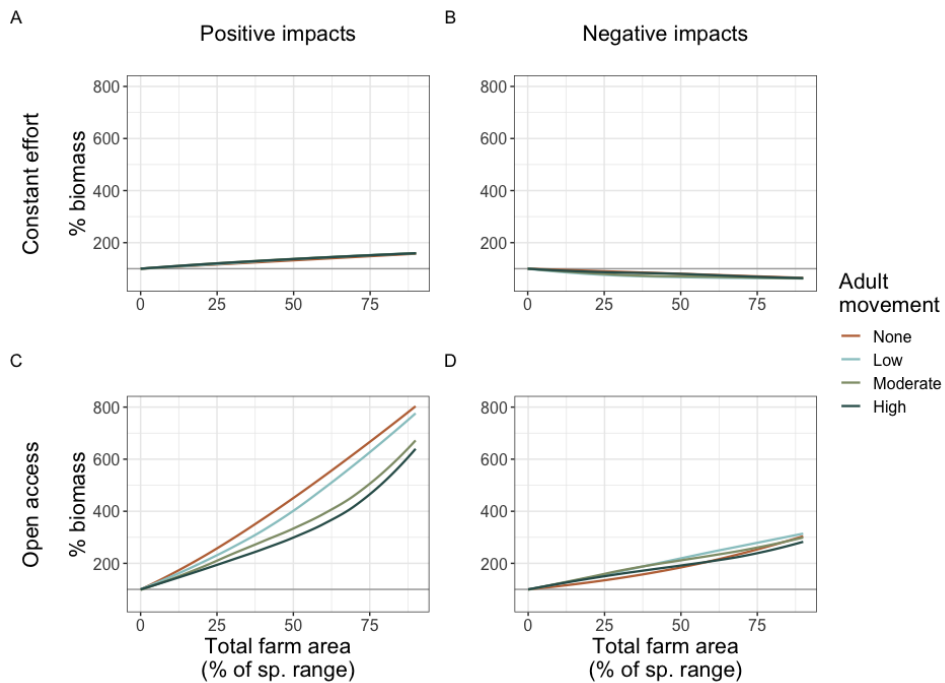 A
B
Positive impacts
Negative impacts
Constant effort
% biomass
800
600
400
200
0
25
50
75
800
600
400
200
0
25
50
75
Adult
movement
None
Low
Moderate
High
C
D
Open access
% biomass
800
600
400
200
0
25
50
75
Total farm area
(% of sp. range)
800
600
400
200
0
25
50
75
Total farm area
(% of sp. range)